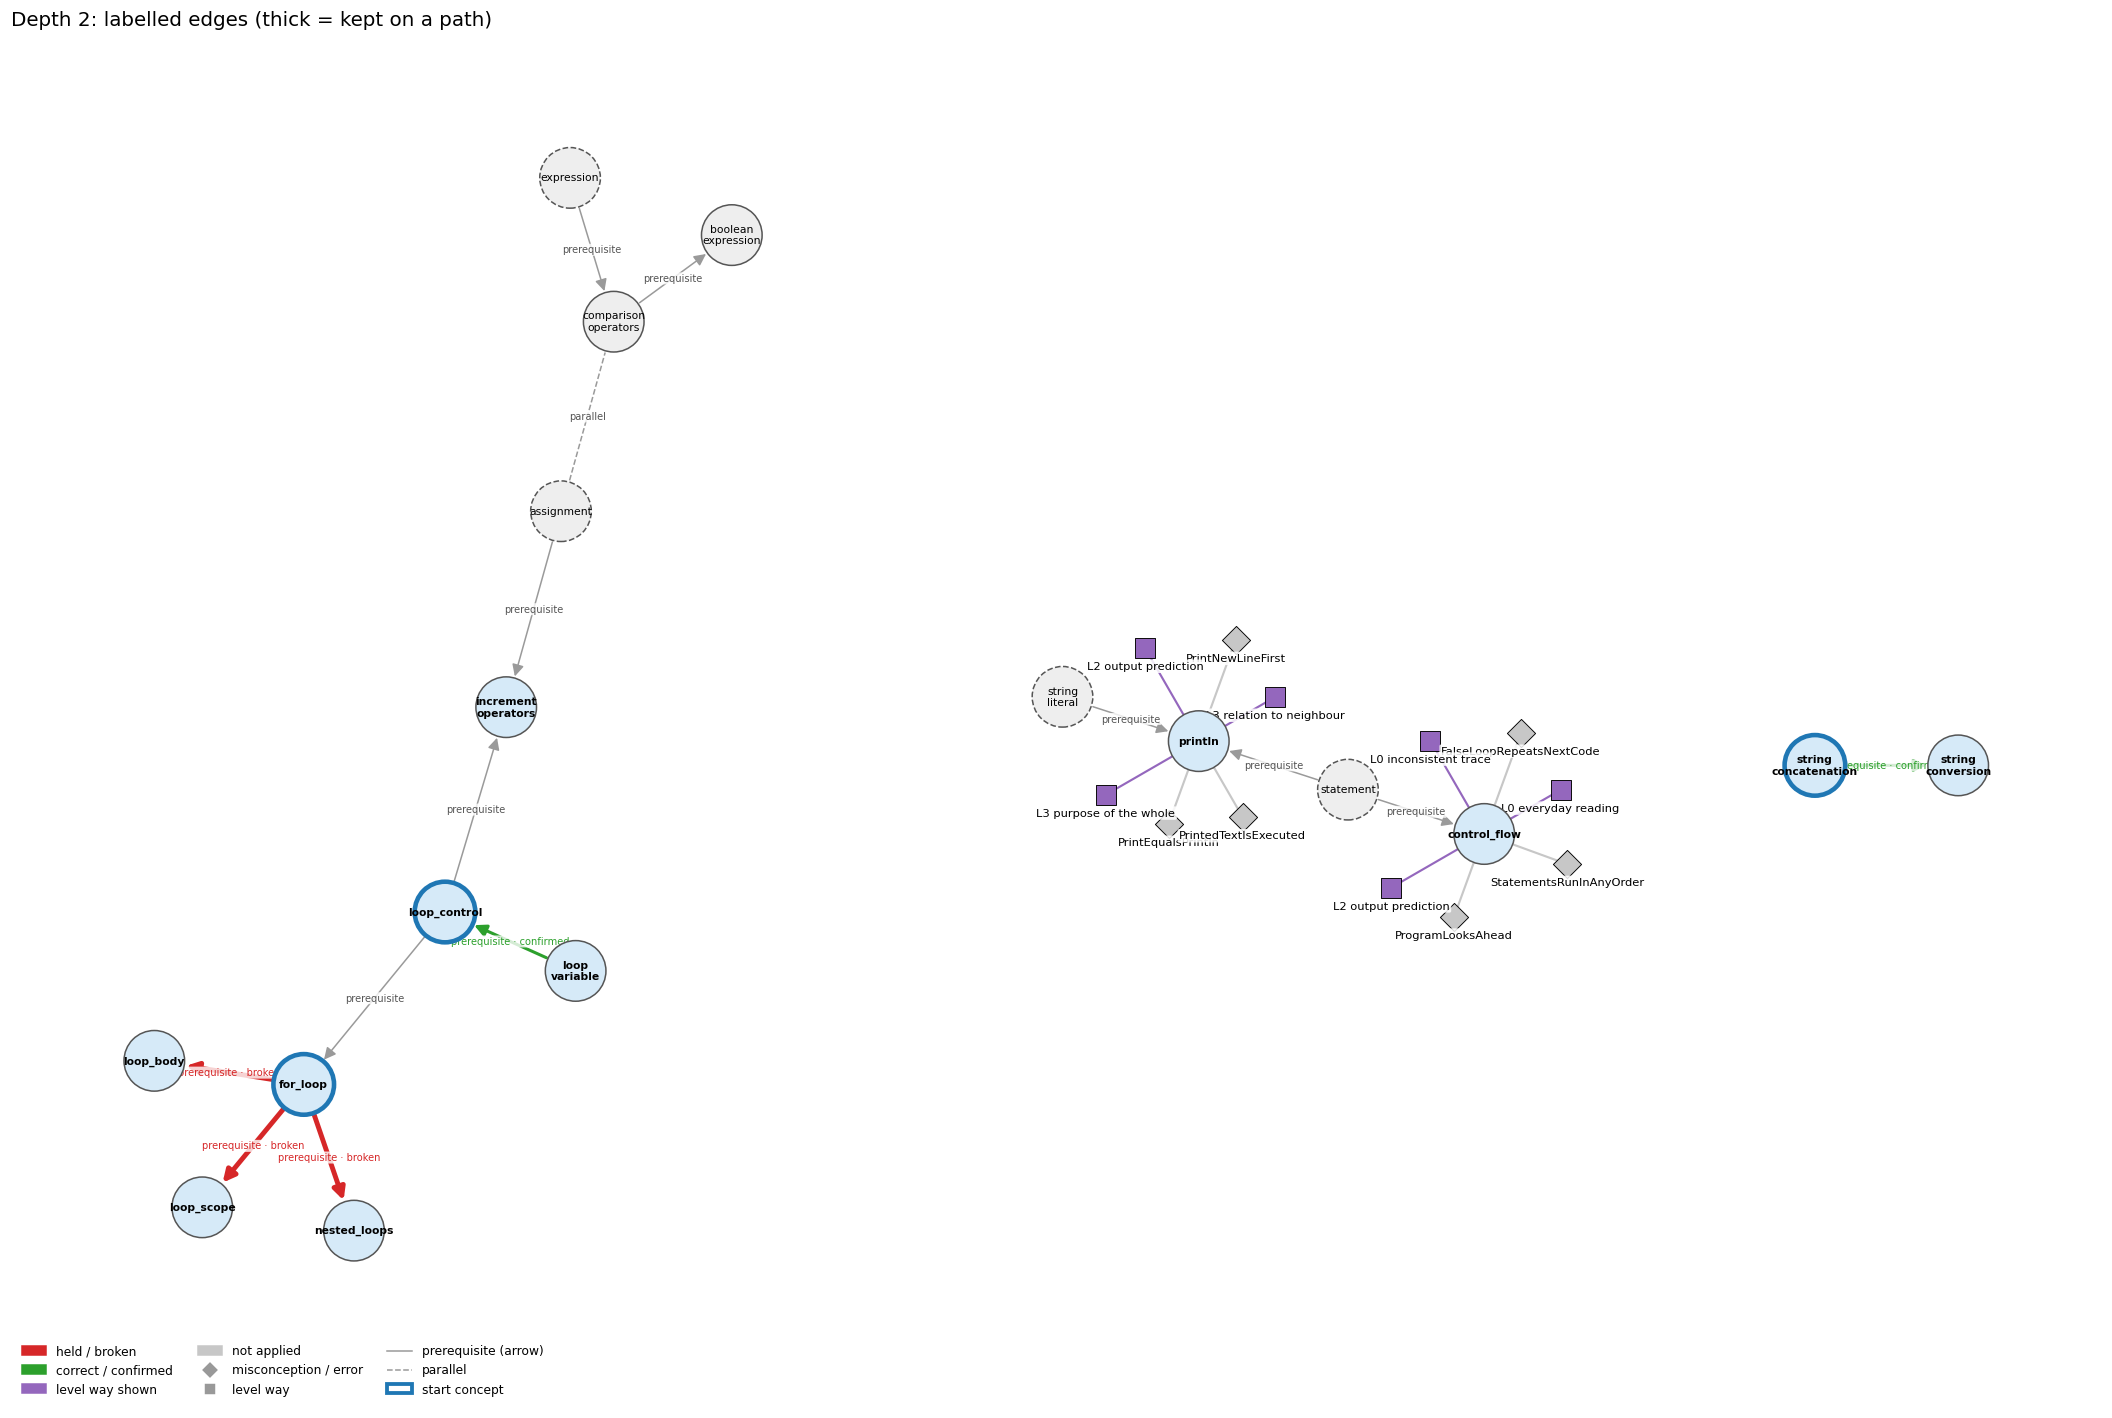 Depth 2: labelled edges (thick = kept on a path)
expression
boolean
expression
prerequisite
prerequisite
comparison
operators
parallel
assignment
prerequisite
increment
operators
prerequisite
loop_control
prerequisite · confirmed
loop
variable
prerequisite
loop_body
for_loop
prerequisite · broken
prerequisite · broken
loop_scope
nested_loops
L2 output prediction
PrintNewLineFirst
string
literal
prerequisite
relation to neighbour
println
prerequisite
L3 purpose of the whole
PrintedTextIsExecuted
statement
prerequisite
L0 inconsistent trace
FalseLoopRepeatsNextCode
L0 everyday reading
control_flow
StatementsRunInAnyOrder
L2 output prediction
ProgramLooksAhead
string
concatenation
string
conversion
held / broken
correct / confirmed
level way shown
not applied
misconception / error
level way
prerequisite (arrow)
parallel
start concept